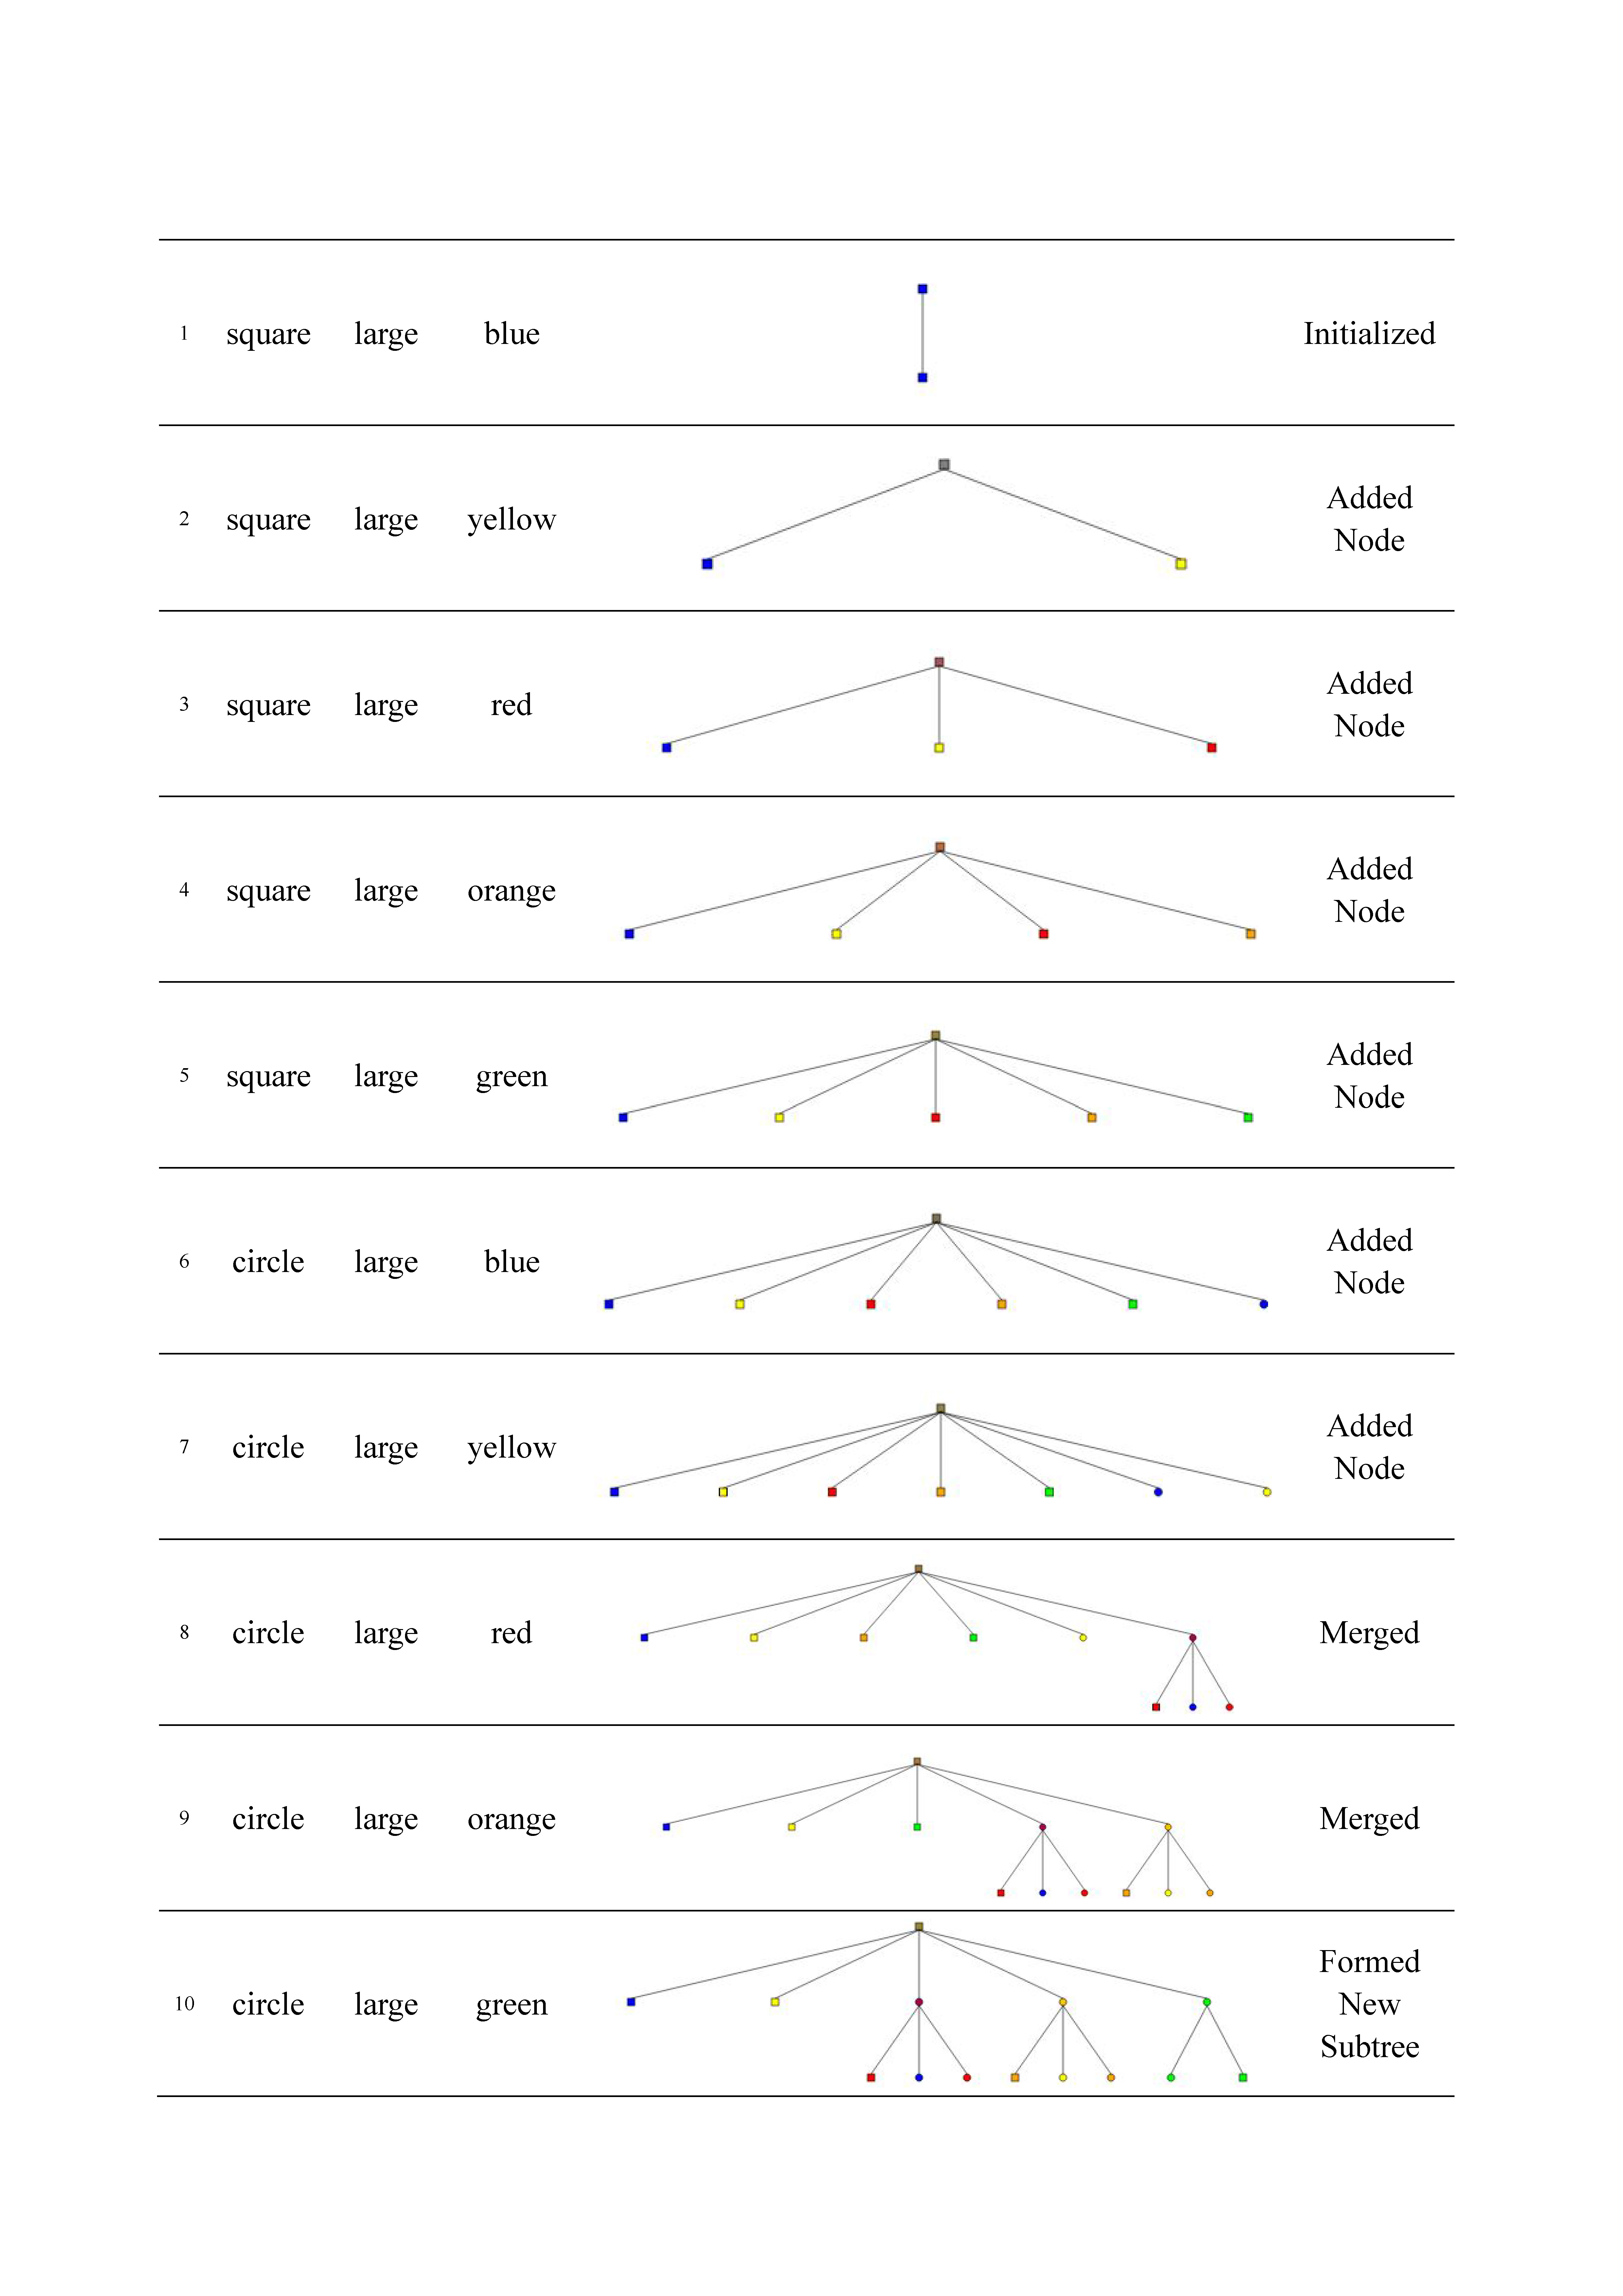 1 square large blue Initialized
2 square large yellow Added
Node
3 square large red Added
Node
4 square large orange Added
Node
5 square large green Added
Node
6 circle large blue Added
Node
7 circle large yellow Added
Node
8 circle large red Merged
9 circle large orange Merged
10 circle large green Formed
New
Subtree